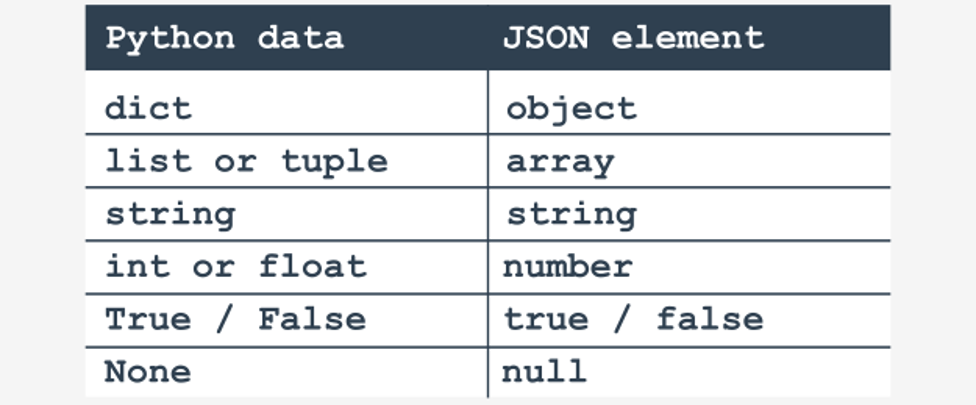 Python data JSON element
dict object
list or tuple array
string string
int or float number
True / False true / false
None null